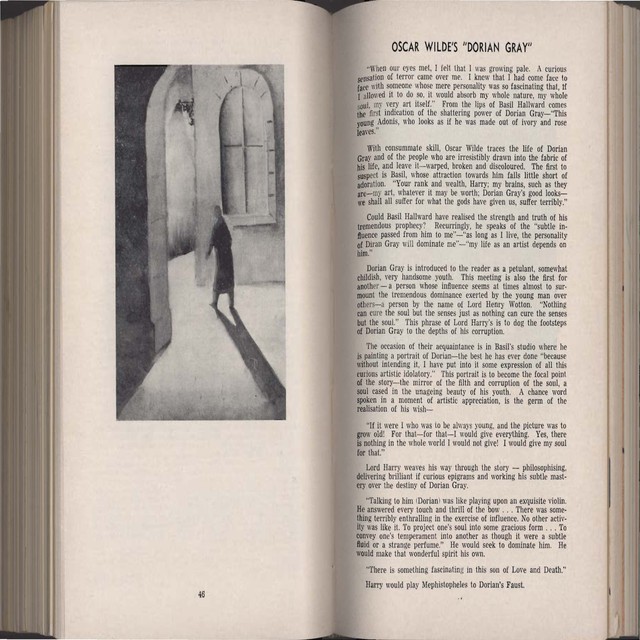 46
OSCAR WILDE'S "DORIAN GRAY"
"When our eyes met, I felt that I was growing pale. A curious
sensation of terror came over me. I knew that I had come face to
face with someone whose mere personality was so fascinating that, if
I allowed it to do so, it would absorb my whole nature, my whole
soul, my very art itself." From the lips of Basil Hallward comes
the first indication of the shattering power of Dorian Gray—"This
young Adonis, who looks as if he was made out of ivory and rose
leaves."
With consummate skill, Oscar Wilde traces the life of Dorian
Gray and of the people who are irresistibly drawn into the fabric of
his life, and leave it—warped, broken and discoloured. The first to
suspect is Basil, whose attraction towards him falls little short of
adoration. "Your rank and wealth, Harry; my brains, such as they
are—my art, whatever it may be worth; Dorian Gray's good looks—
we shall all suffer for what the gods have given us, suffer terribly."
Could Basil Hallward have realised the strength and truth of his
tremendous prophecy? Recurringly, he speaks of the "subtle in-
fluence passed from him to me"—"as long as I live, the personality
of Diran Gray will dominate me"—"my life as an artist depends on
him."
Dorian Gray is introduced to the reader as a petulant, somewhat
childish, very handsome youth. This meeting is also the first for
another—a person whose influence seems at times almost to sur-
mount the tremendous dominance exerted by the young man over
others—a person by the name of Lord Henry Wotton. "Nothing
can cure the soul but the senses just as nothing can cure the senses
but the soul." This phrase of Lord Harry's is to dog the footsteps
of Dorian Gray to the depths of his corruption.
The occasion of their acquaintance is in Basil's studio where he
is painting a portrait of Dorian—the best he has ever done "because
without intending it, I have put into it some expression of all this
curious artistic idolatory." This portrait is to become the focal point
of the story—the mirror of the filth and corruption of the soul, a
soul cased in the unageing beauty of his youth. A chance word
spoken in a moment of artistic appreciation, is the germ of the
realisation of his wish—
"If it were I who was to be always young, and the picture was to
grow old! For that—for that—I would give everything. Yes, there
is nothing in the whole world I would not give! I would give my soul
for that."
Lord Harry weaves his way through the story — philosophising,
delivering brilliant if curious epigrams and working his subtle mast-
ery over the destiny of Dorian Gray.
"Talking to him (Dorian) was like playing upon an exquisite violin.
He answered every touch and thrill of the bow . . . There was some-
thing terribly enthralling in the exercise of influence. No other activ-
ity was like it. To project one's soul into some gracious form . . . To
convey one's temperament into another as though it were a subtle
fluid or a strange perfume." He would seek to dominate him. He
would make that wonderful spirit his own.
"There is something fascinating in this son of Love and Death."
Harry would play Mephistopheles to Dorian's Faust.